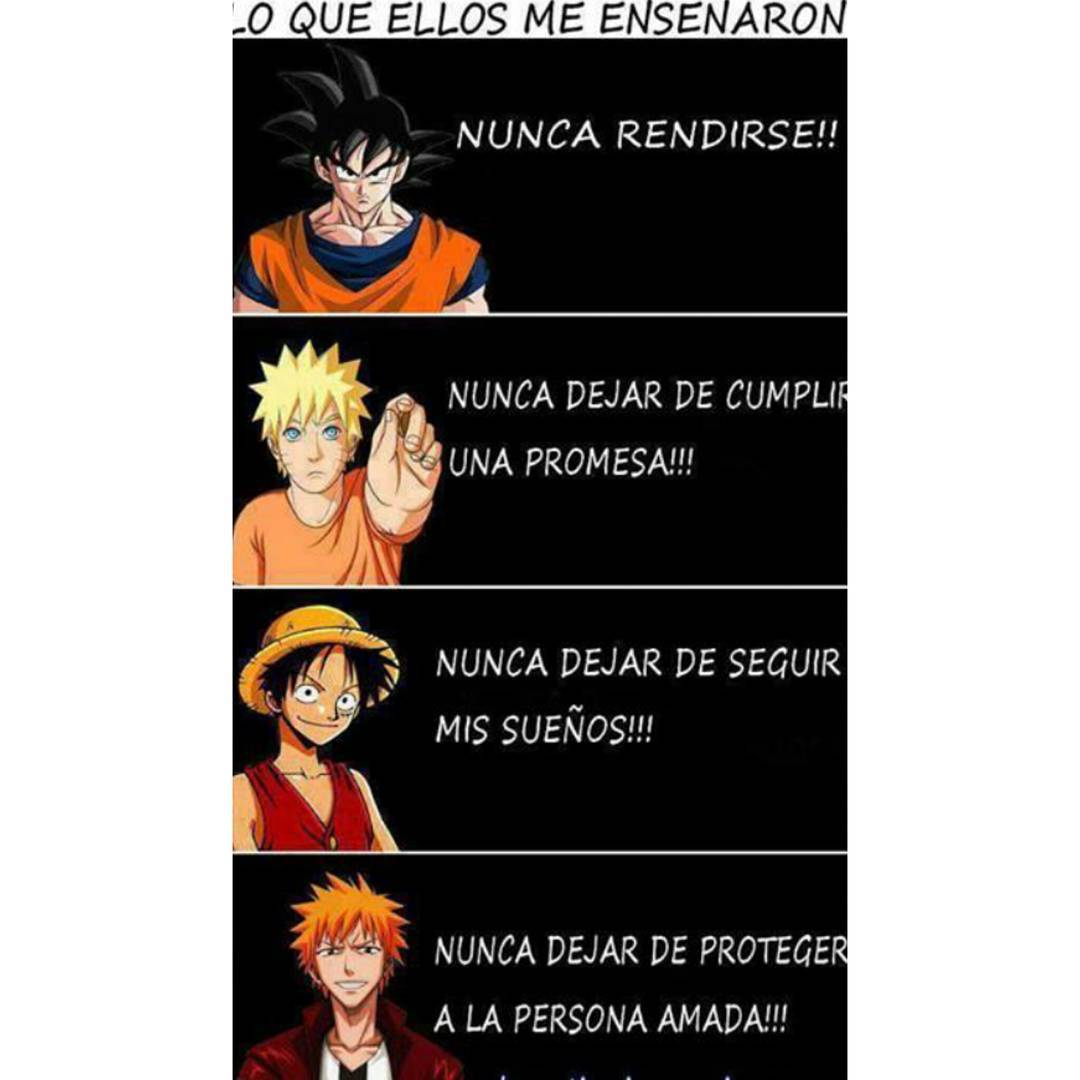 LO QUE ELLOS ME ENSEÑARON
NUNCA RENDIRSE!!
NUNCA DEJAR DE CUMPLIR
UNA PROMESA!!!
NUNCA DEJAR DE SEGUIR
MIS SUEÑOS!!!
NUNCA DEJAR DE PROTEGER
A LA PERSONA AMADA!!!